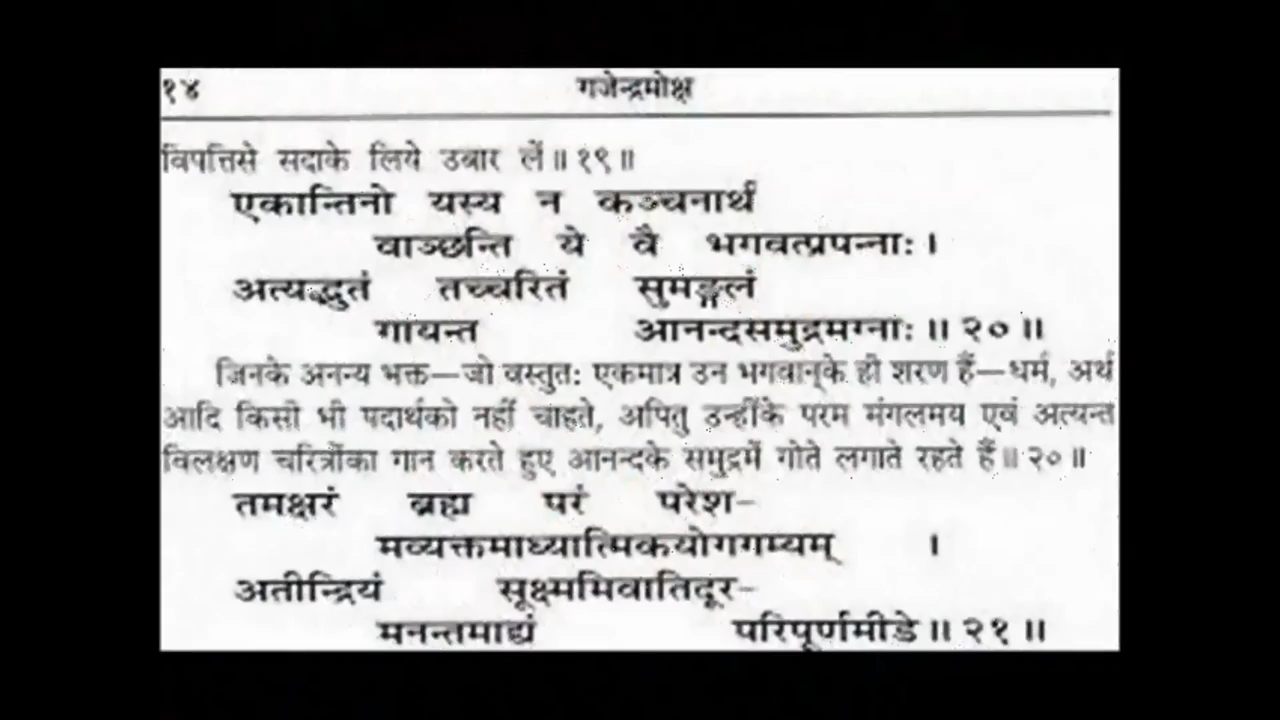 १४ गजेन्द्रमोक्ष
विपत्तिसे सदाके लिये उबार लें॥१९॥
एकान्तिनो यस्य न कञ्चनार्थं
वाञ्छन्ति ये वै भगवत्प्रपन्नाः।
अत्यद्भुतं तच्चरितं सुमङ्गलं
गायन्त आनन्दसमुद्रमग्नाः॥२०॥
जिनके अनन्य भक्त—जो वस्तुतः एकमात्र उन भगवान्‌के ही शरण हैं—धर्म, अर्थ
आदि किसी भी पदार्थको नहीं चाहते, अपितु उन्हींके परम मंगलमय एवं अत्यन्त
विलक्षण चरित्रोंका गान करते हुए आनन्दके समुद्रमें गोते लगाते रहते हैं॥२०॥
तमक्षरं ब्रह्म परं परेश-
मव्यक्तमाध्यात्मिकयोगगम्यम् ।
अतीन्द्रियं सूक्ष्ममिवातिदूर-
मनन्तमाद्यं परिपूर्णमीडे॥२१॥